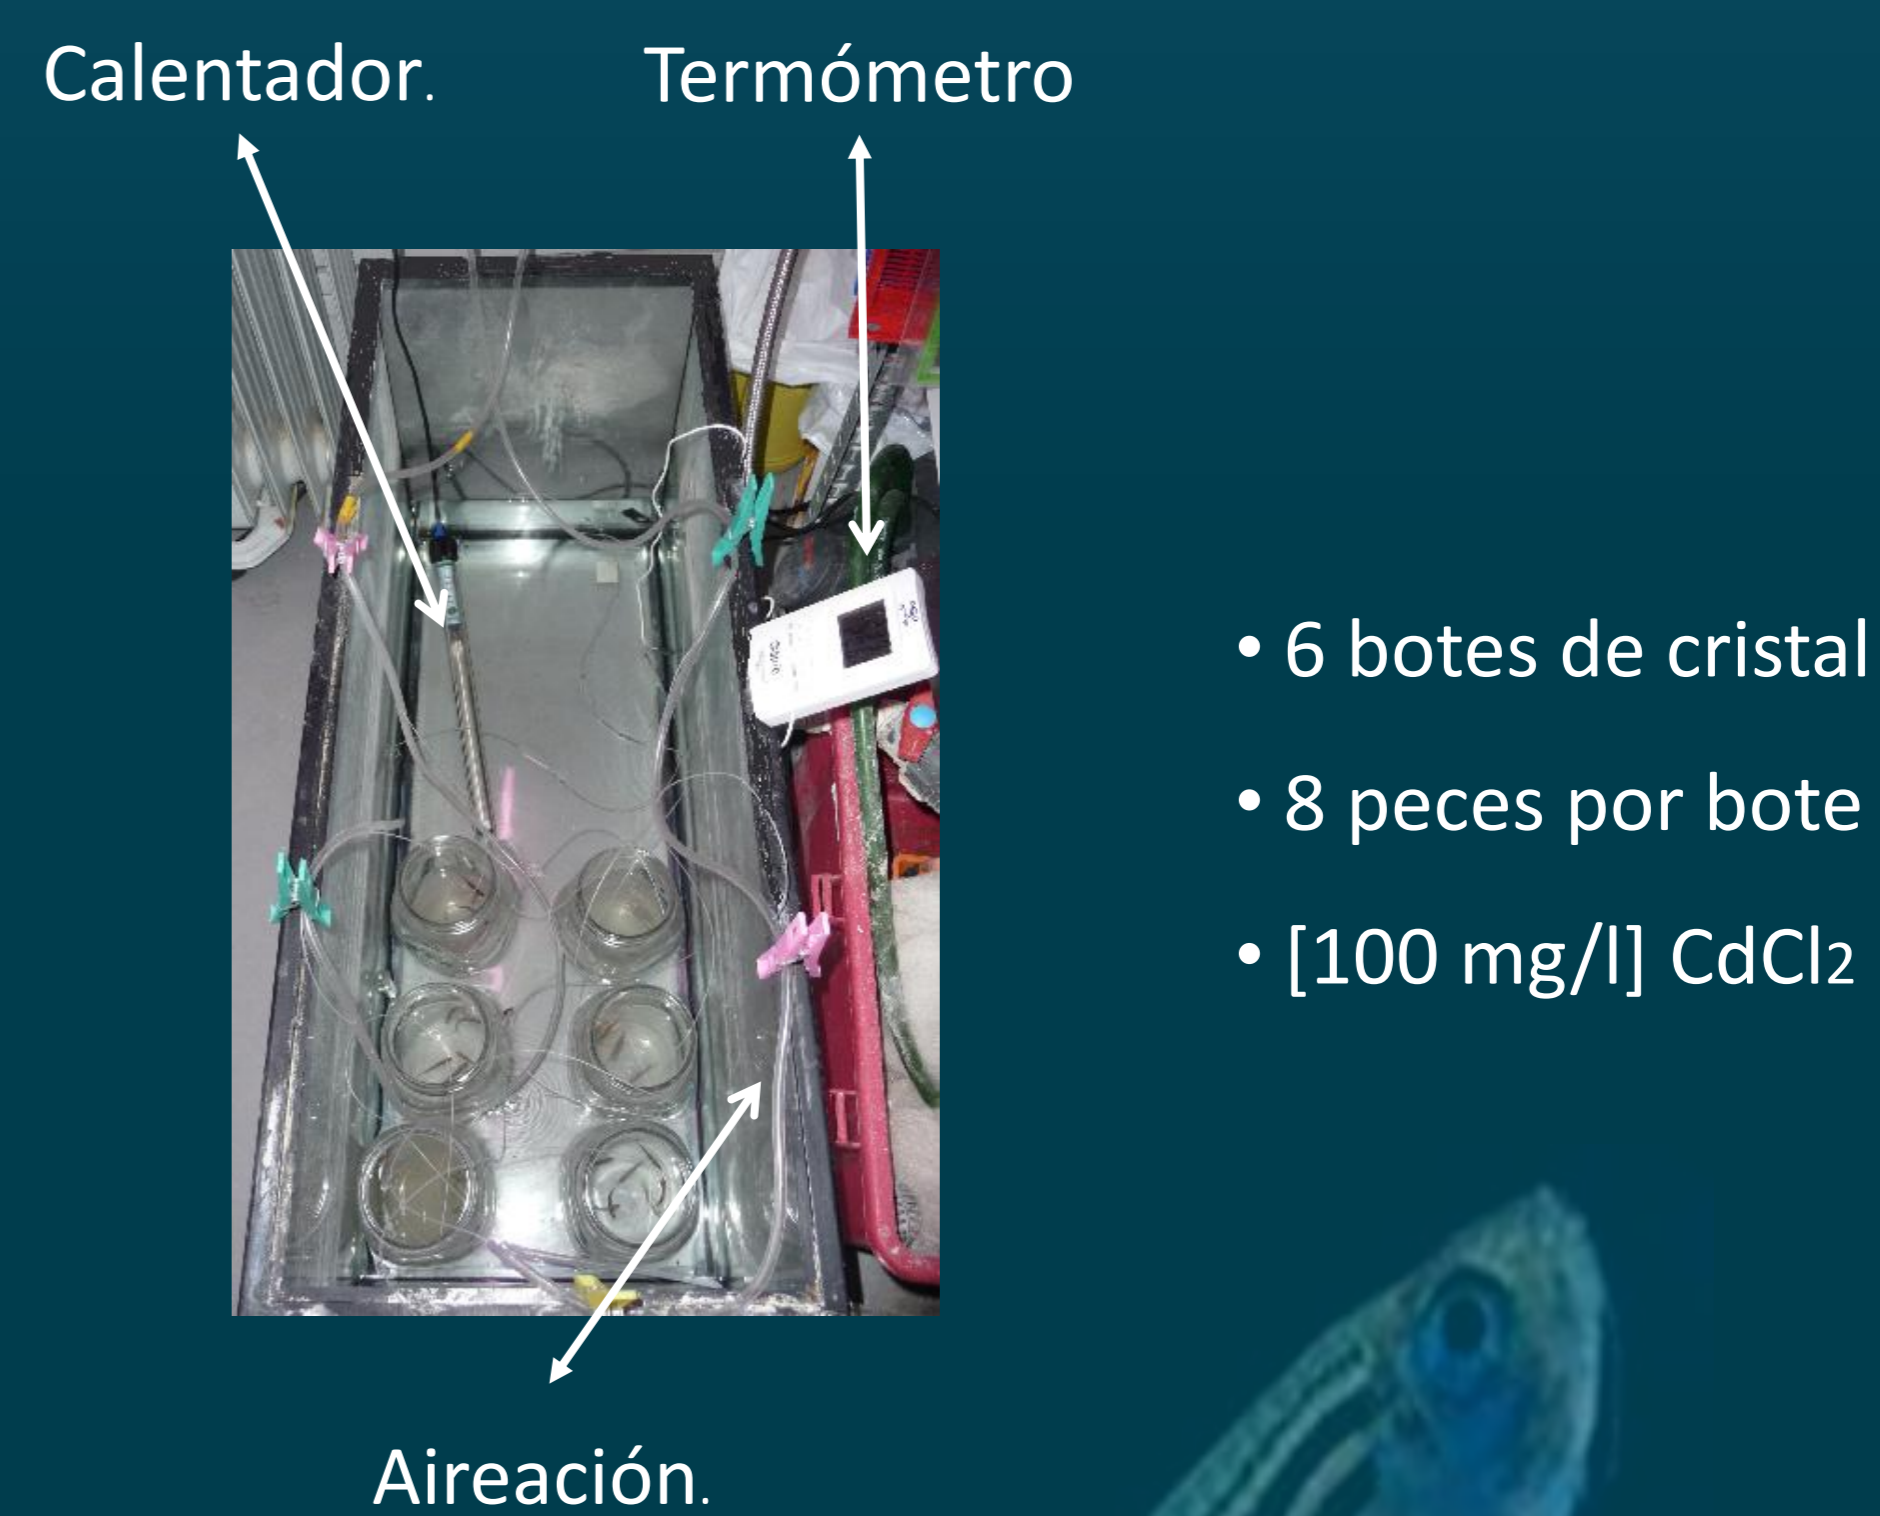 Calentador.
Termómetro
• 6 botes de cristal
• 8 peces por bote
• [100 mg/l] CdCl2
Aireación.